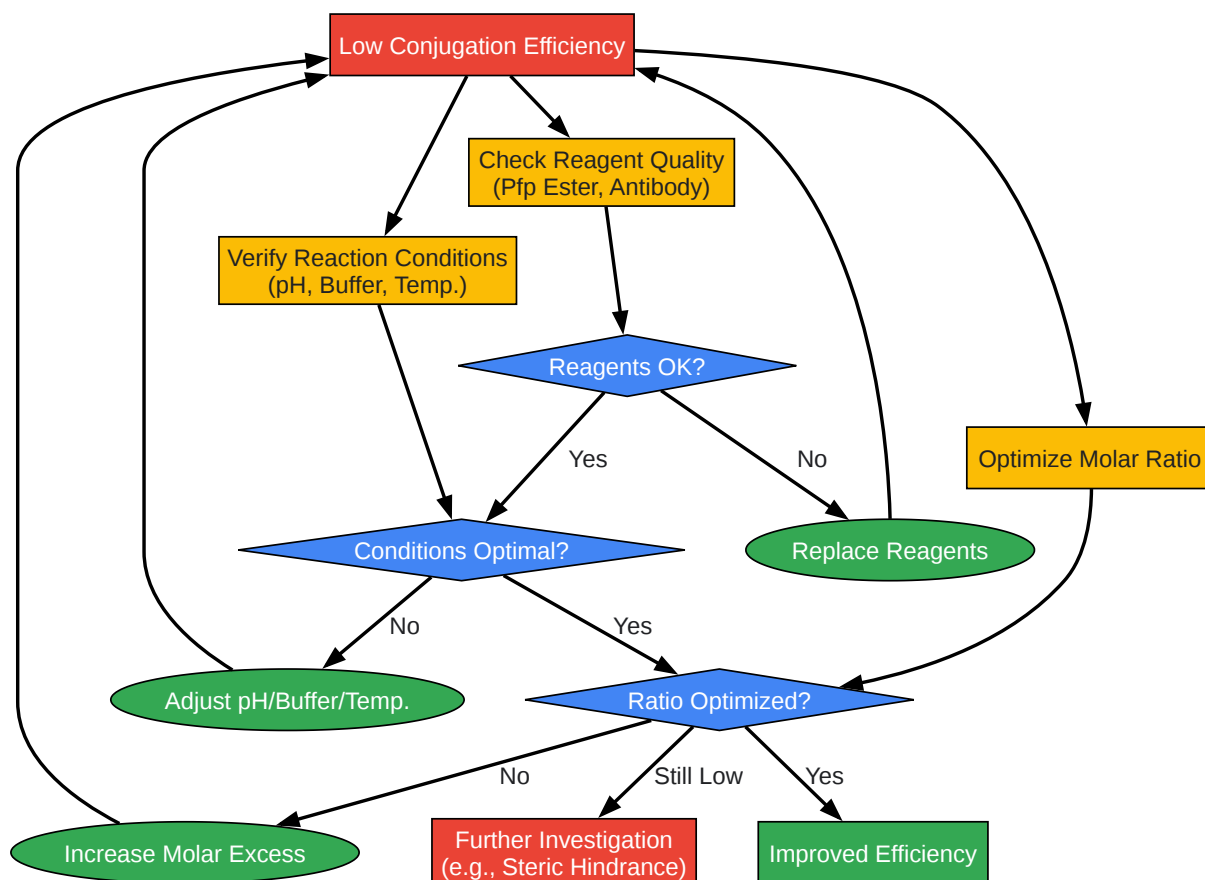 Low Conjugation Efficiency
Check Reagent Quality
(Pfp Ester, Antibody)
Verify Reaction Conditions
(pH, Buffer, Temp.)
Reagents OK?
Yes
No
Optimize Molar Ratio
Conditions Optimal?
Replace Reagents
No
Yes
Adjust pH/Buffer/Temp.
Ratio Optimized?
No
Still Low
Yes
Increase Molar Excess
Further Investigation
(e.g., Steric Hindrance)
Improved Efficiency